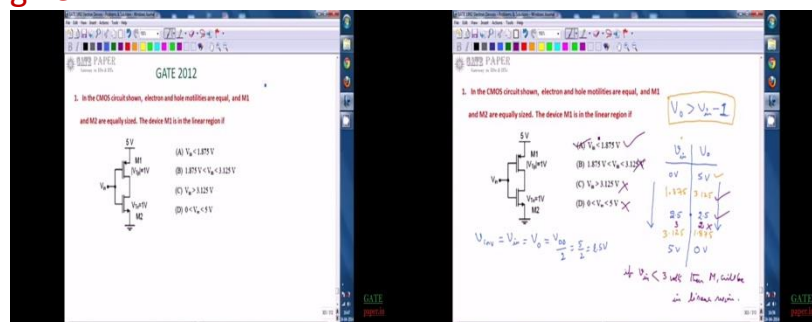 GATE PAPER
GATE 2012
1. In the CMOS circuit shown, electron and hole motilities are equal, and M1
and M2 are equally sized. The device M1 is in the linear region if
5 V
M1
|VTp|=1V
Vin
VTn=1V
M2
(A) Vin < 1.875 V
(B) 1.875 V < Vin < 3.125 V
(C) Vin > 3.125 V
(D) 0 < Vin < 5 V
GATE
paper.in
GATE PAPER
1. In the CMOS circuit shown, electron and hole motilities are equal, and M1
and M2 are equally sized. The device M1 is in the linear region if
V0 > Vin - 1
5 V
M1
|VTp|=1V
Vin
VTn=1V
M2
(A) Vin < 1.875 V
(B) 1.875 V < Vin < 3.125 V
(C) Vin > 3.125 V
(D) 0 < Vin < 5 V
Vin V0
0V 5V
1.875 3.125
2.5 2.5
3 2
3.125 1.875
5V 0V
= Vin = V0 = VDD/2 = 5/2 = 2.5V
if Vin < 3 volt then M1 will be
in linear region.
GATE
paper.in